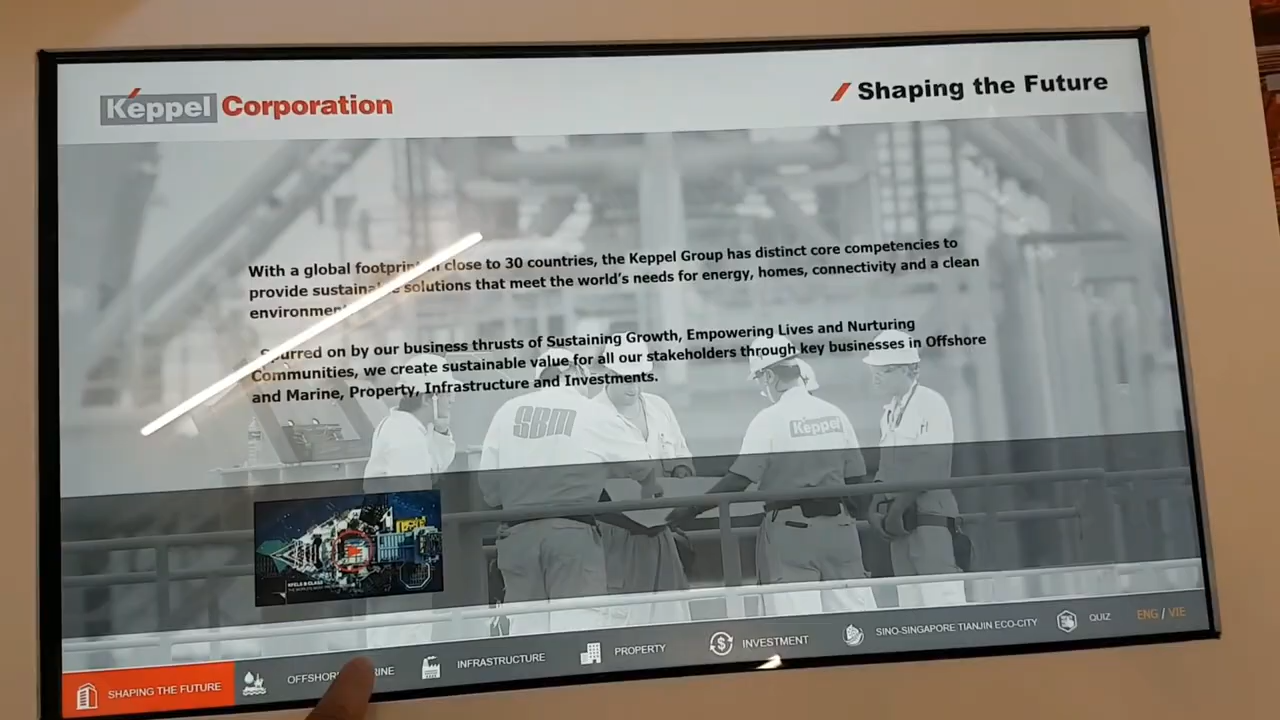 Keppel Corporation
Shaping the Future
With a global close to 30 countries, the Keppel Group has distinct core competencies to
provide solutions that meet the world's needs for energy, homes, connectivity and a clean
Spurred on by our business thrusts of Sustaining Growth, Empowering Lives and Nurturing
Communities, we create sustainable value for all our stakeholders through key businesses in Offshore
and Marine, Property, Infrastructure and Investments.
SBM
Keppel
KFELS B CLASS
SHAPING THE FUTURE
INFRASTRUCTURE
PROPERTY
INVESTMENT
SINO-SINGAPORE TIANJIN ECO-CITY
QUIZ
ENG / VIE